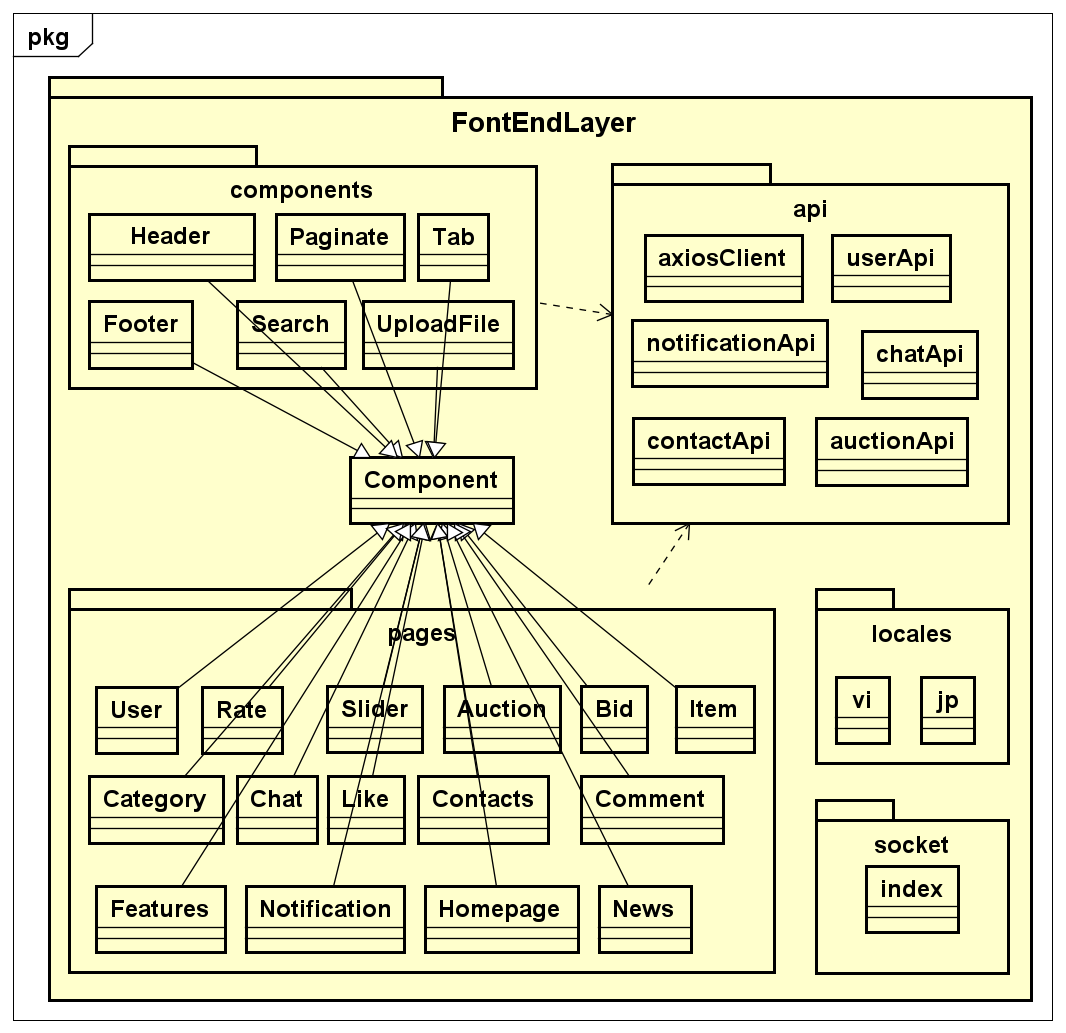 pkg
FontEndLayer
components
Header
Paginate
Tab
Footer
Search
UploadFile
api
axiosClient
userApi
notificationApi
chatApi
contactApi
auctionApi
Component
pages
User
Rate
Slider
Auction
Bid
Item
Category
Chat
Like
Contacts
Comment
Features
Notification
Homepage
News
locales
vi
jp
socket
index